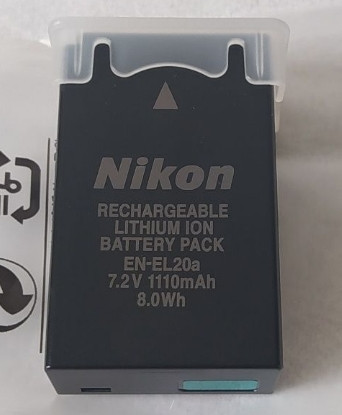 Nikon
RECHARGEABLE
LITHIUM ION
BATTERY PACK
EN-EL20a
7.2V 1110mAh
8.0Wh